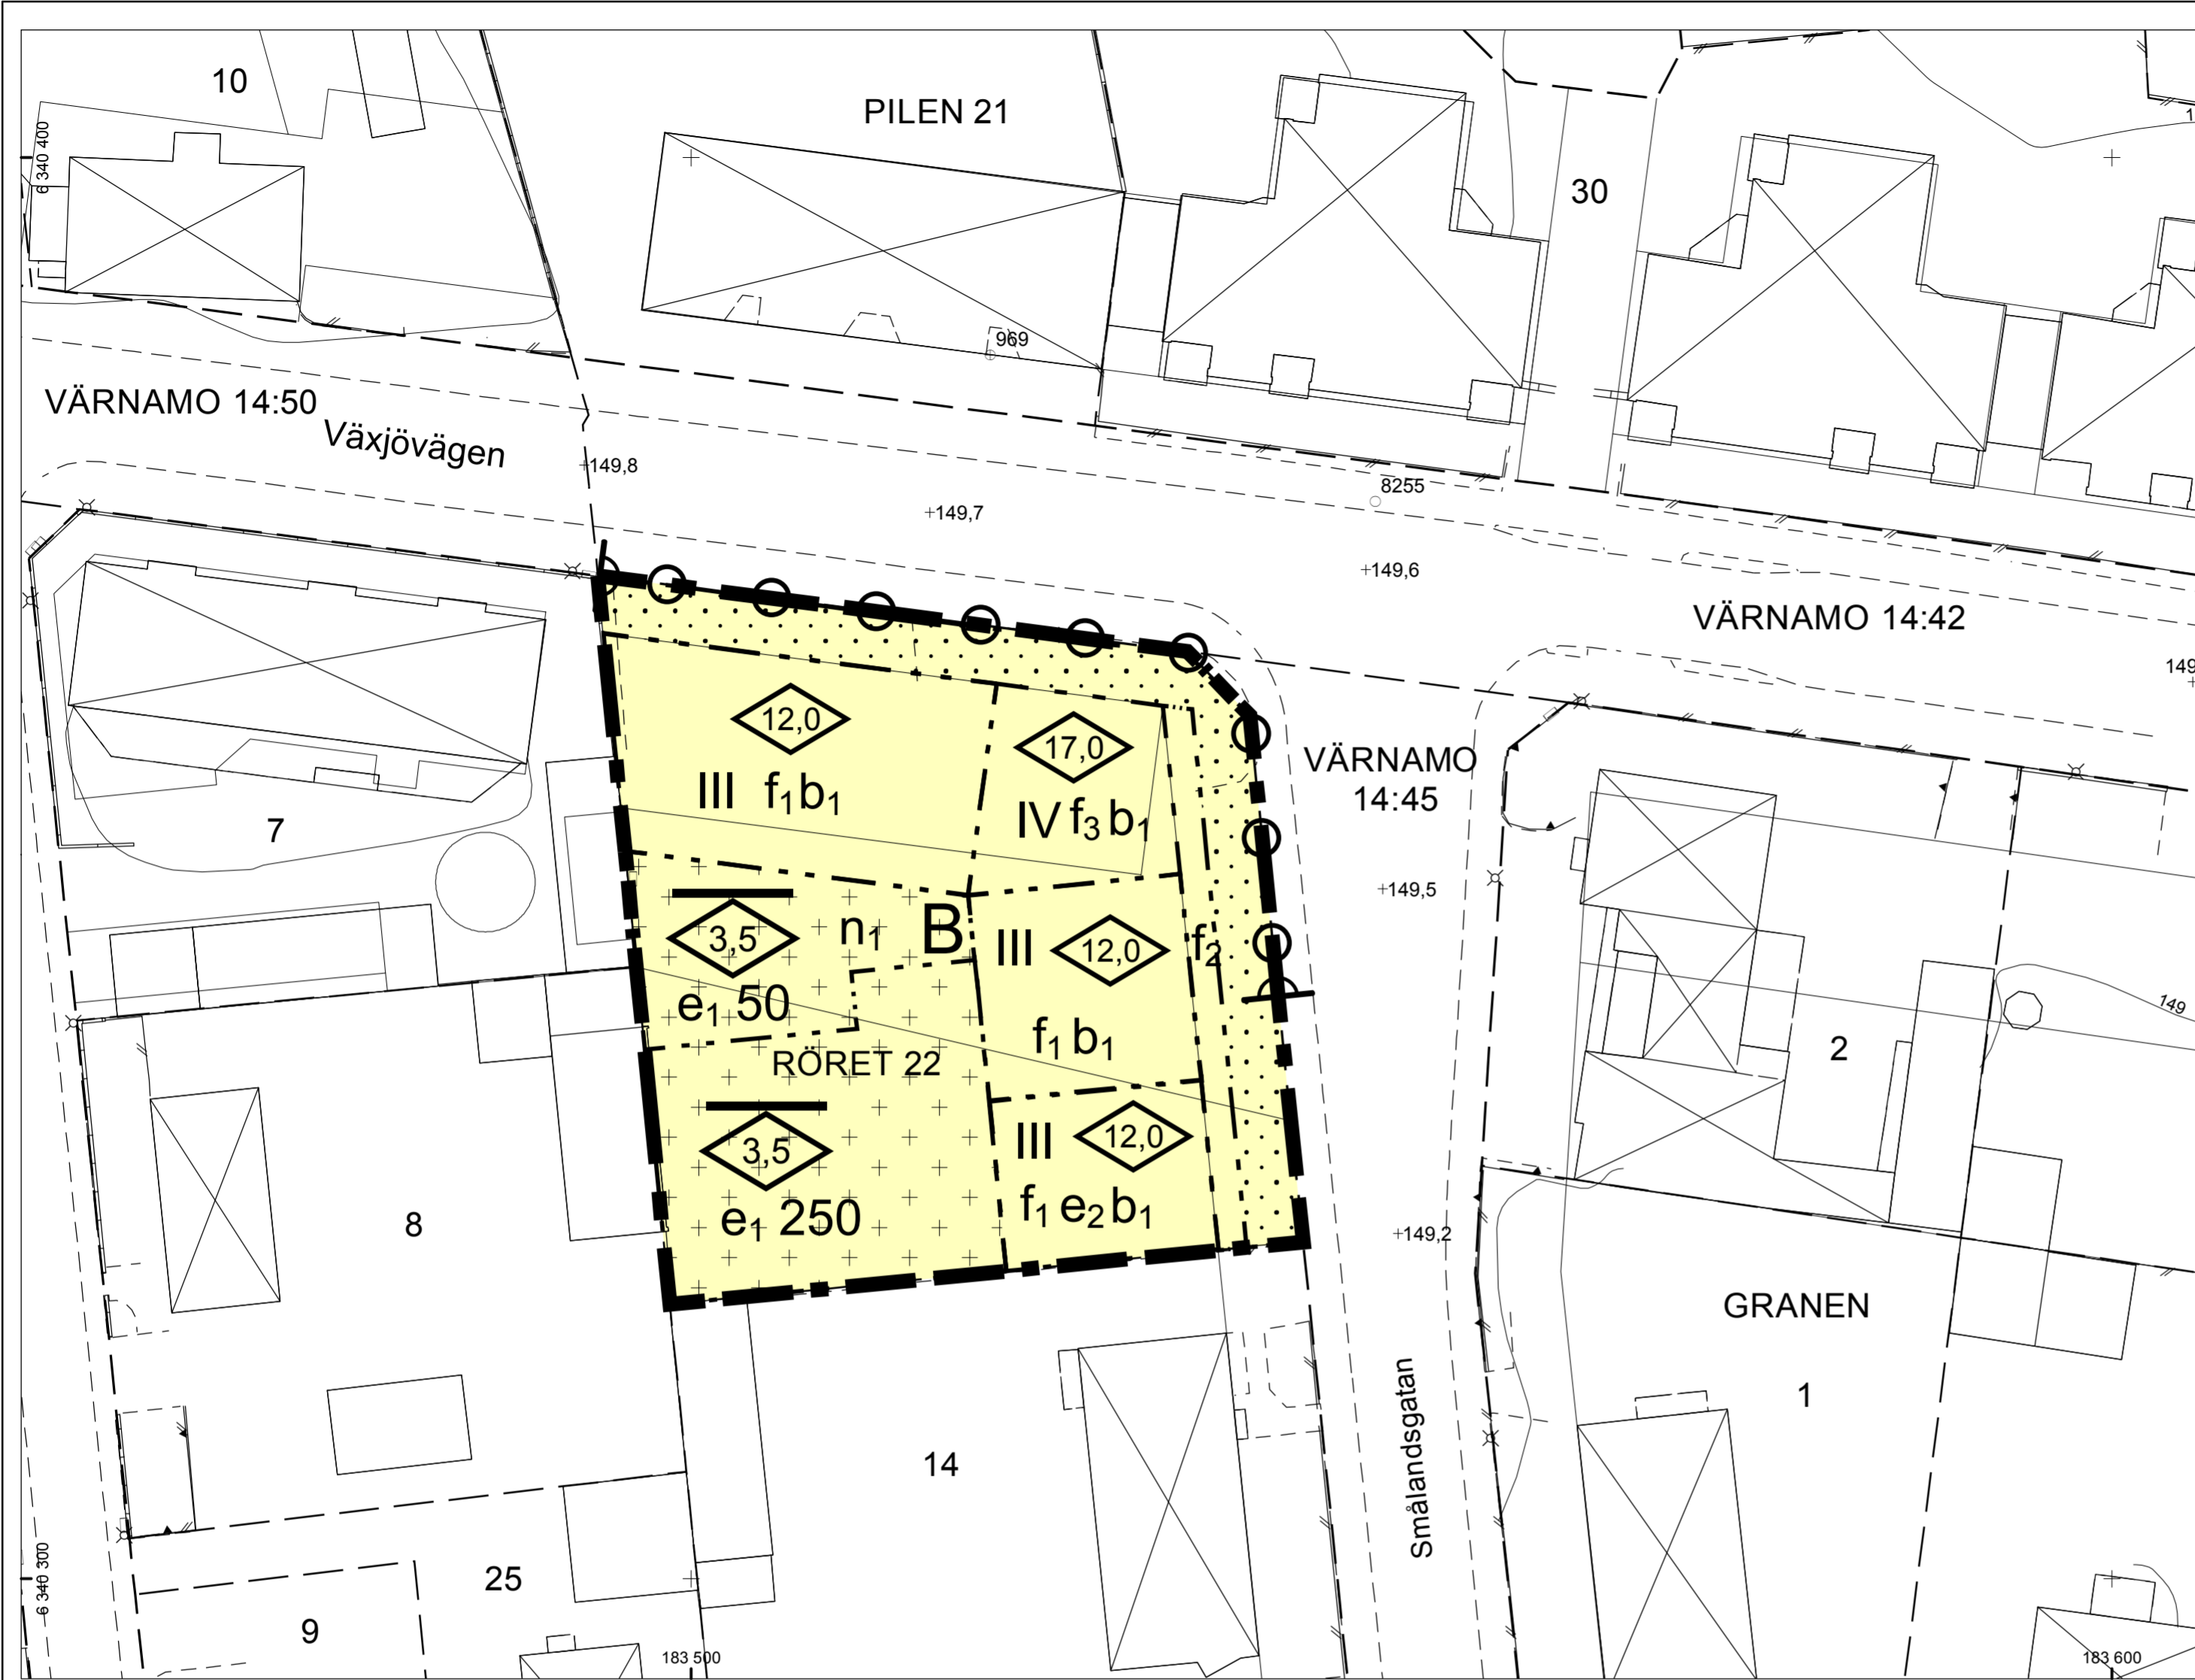 10
PILEN 21
6 340 400
30
969
VÄRNAMO 14:50
Växjövägen
149,8
149,7
8255
149,6
VÄRNAMO 14:42
149
12,0
17,0
III f₁ b₁
IV f₃ b₁
VÄRNAMO
14:45
7
149,5
3,5
n₁
B
III
12,0
f₂
e₁ 50
f₁ b₁
149
2
RÖRET 22
3,5
III
12,0
e₁ 250
f₁ e₂ b₁
8
149,2
GRANEN
1
Smålandsgatan
14
25
6 340 300
9
183 500
183 600